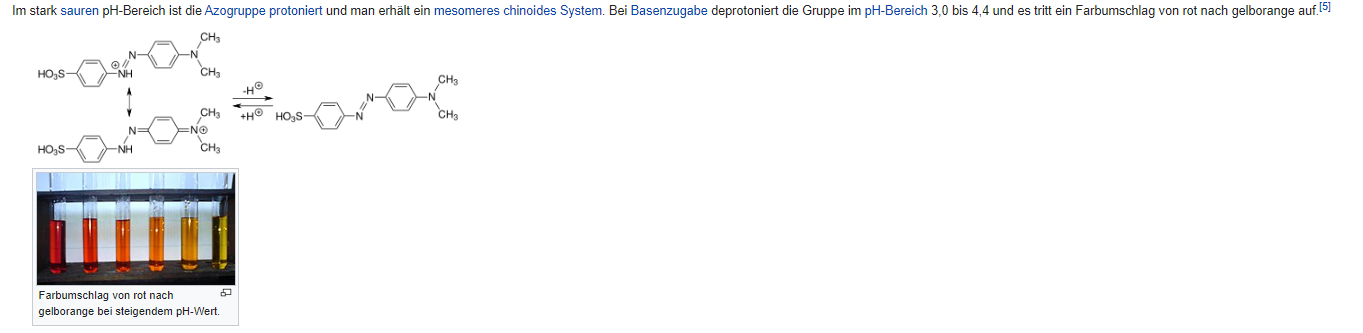 Im stark sauren pH-Bereich ist die Azogruppe protoniert und man erhält ein mesomeres chinoides System. Bei Basenzugabe deprotoniert die Gruppe im pH-Bereich 3,0 bis 4,4 und es tritt ein Farbumschlag von rot nach gelborange auf.[5]
CH₃
N
N
⊕
HO₃S
NH
CH₃
-H⊕
+H⊕
CH₃
N
N
HO₃S
N
CH₃
CH₃
N
N⊕
HO₃S
NH
CH₃
Farbumschlag von rot nach
gelborange bei steigendem pH-Wert.